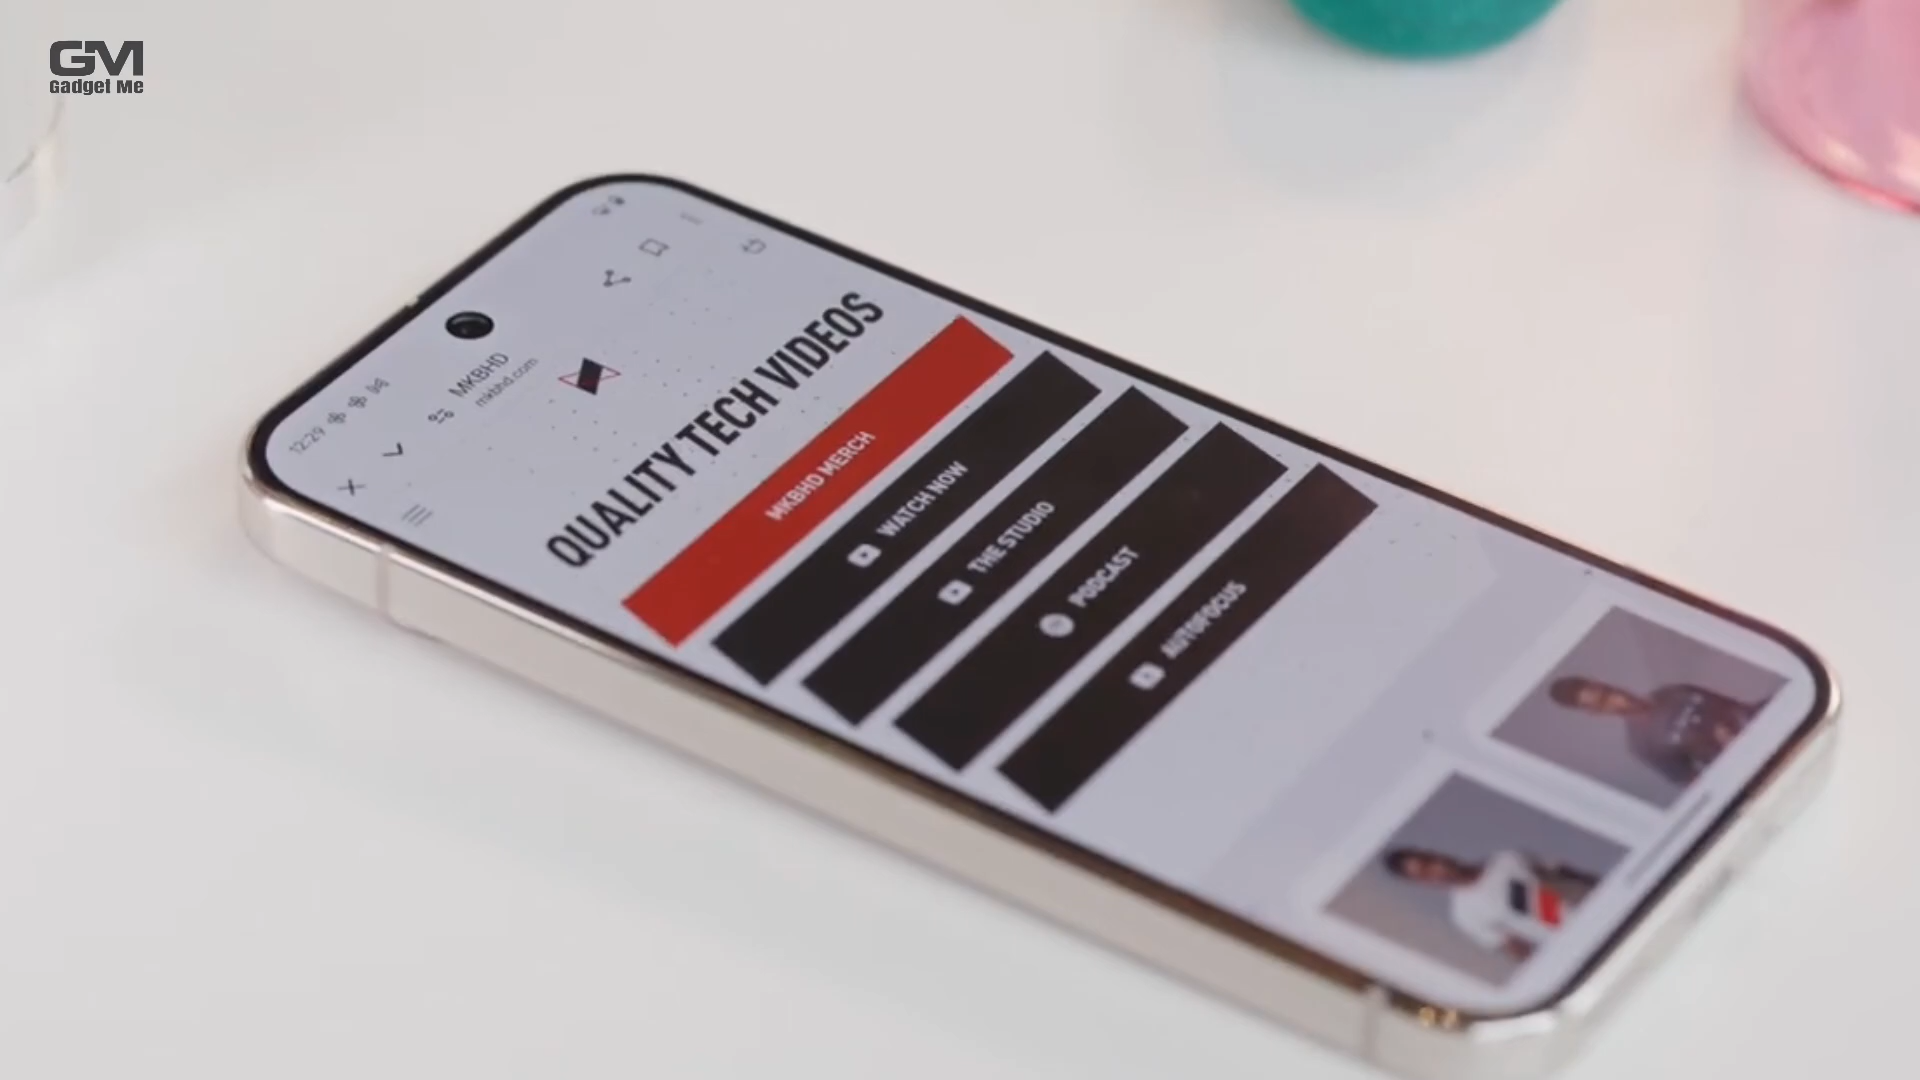 GM
Gadget Me
12:29
MKBHD
mkbhd.com
QUALITY TECH VIDEOS
MKBHD MERCH
WATCH NOW
THE STUDIO
PODCAST
AUTOFOCUS